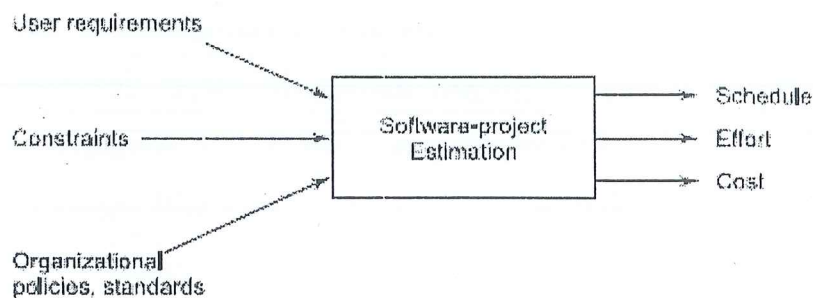 User requirements
Constraints
Organizational
policies, standards
Software-project
Estimation
Schedule
Effort
Cost